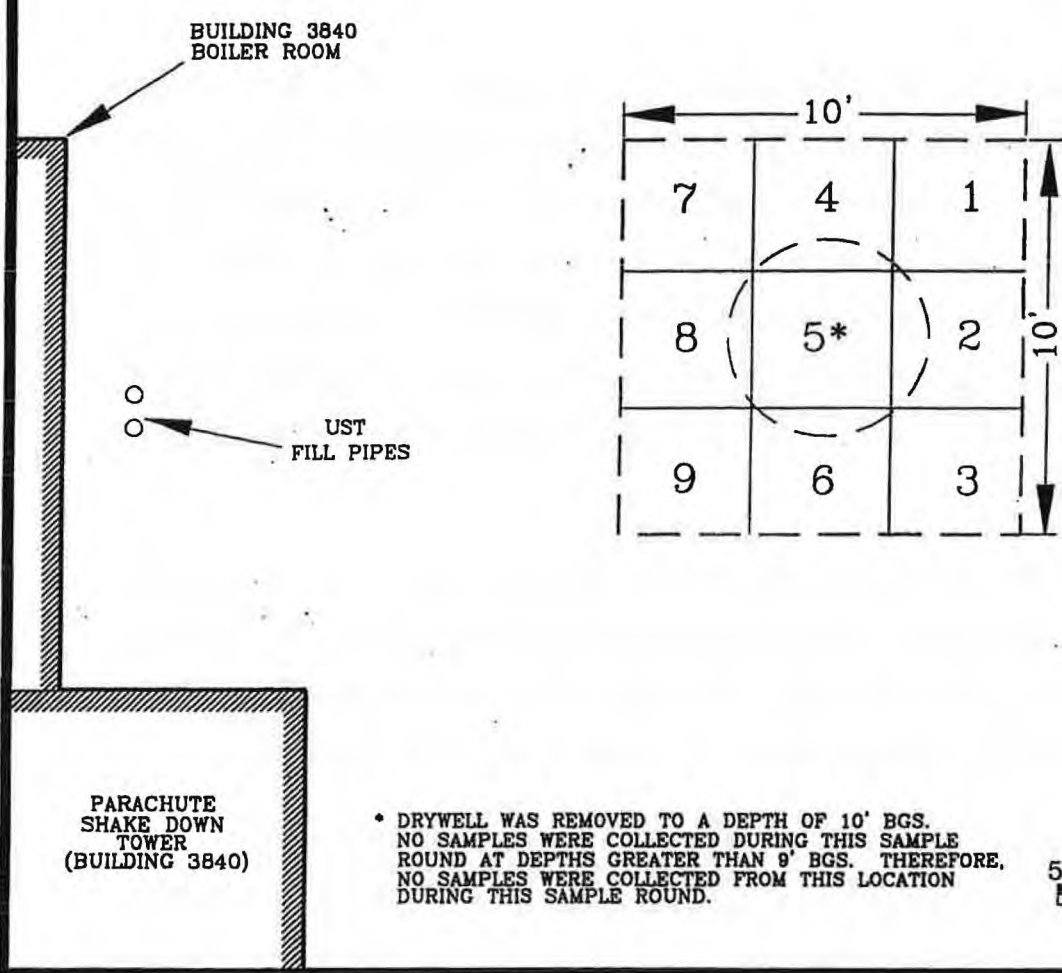 BUILDING 3840
BOILER ROOM
10'
7 4 1
8 5* 2
10'
9 6 3
UST
FILL PIPES
PARACHUTE
SHAKE DOWN
TOWER
(BUILDING 3840)
* DRYWELL WAS REMOVED TO A DEPTH OF 10' BGS.
NO SAMPLES WERE COLLECTED DURING THIS SAMPLE
ROUND AT DEPTHS GREATER THAN 9' BGS. THEREFORE,
NO SAMPLES WERE COLLECTED FROM THIS LOCATION
DURING THIS SAMPLE ROUND.
5